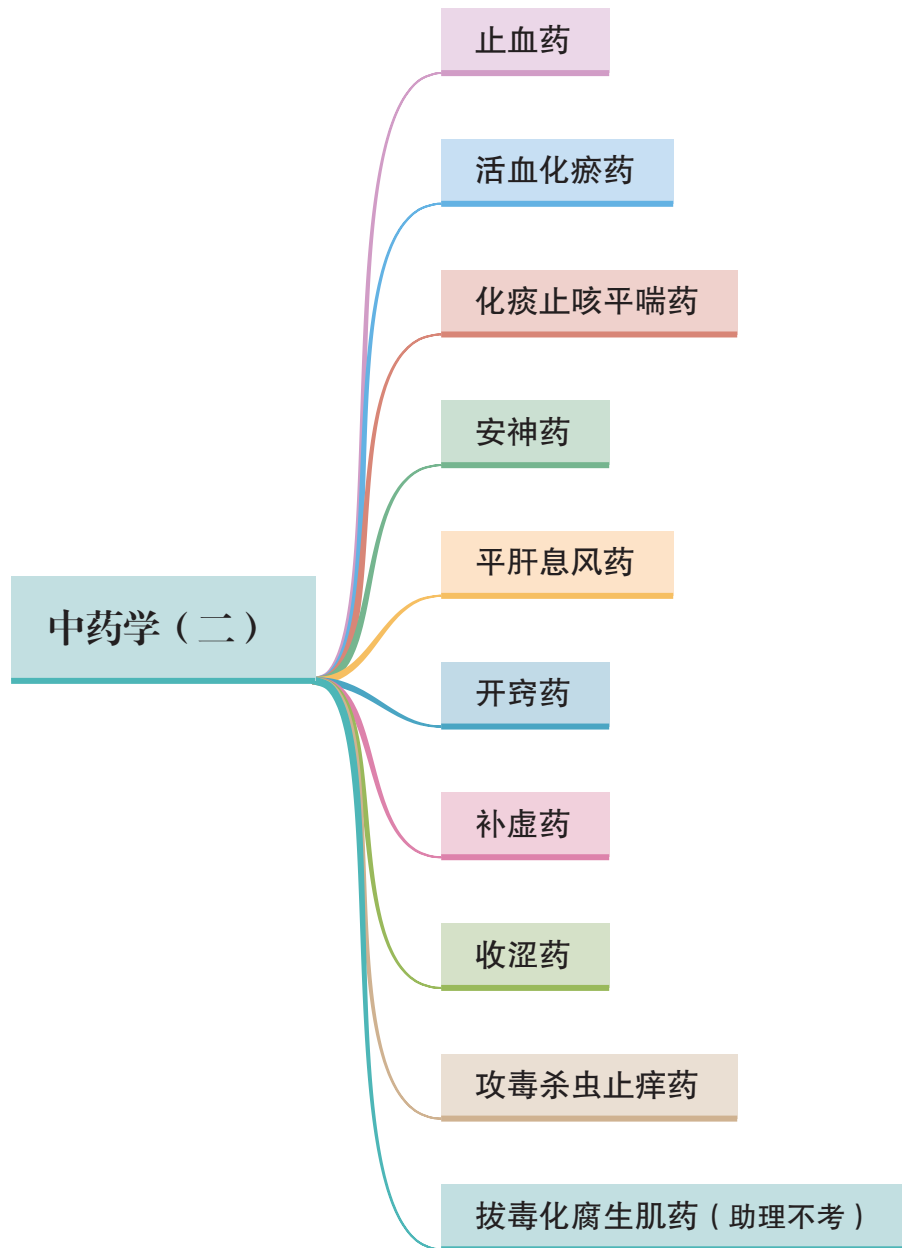 中药学（二）
止血药
活血化瘀药
化痰止咳平喘药
安神药
平肝息风药
开窍药
补虚药
收涩药
攻毒杀虫止痒药
拔毒化腐生肌药（助理不考）